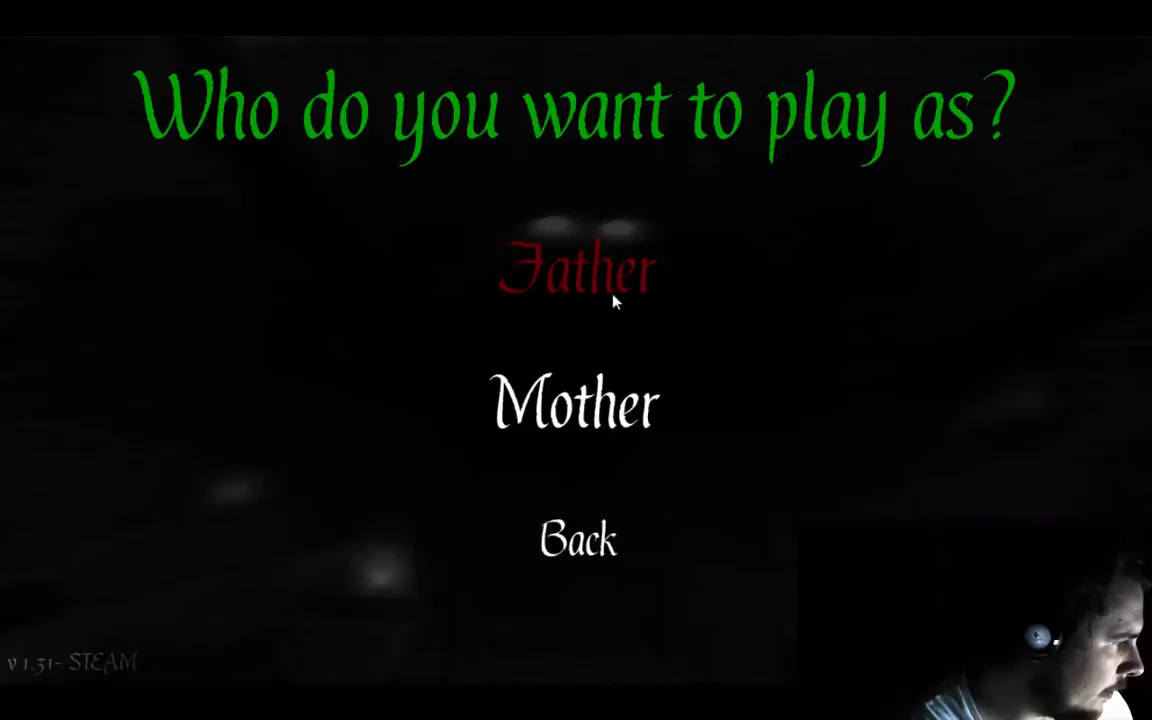 Who do you want to play as?
Father
Mother
Back
v 1.31- STEAM